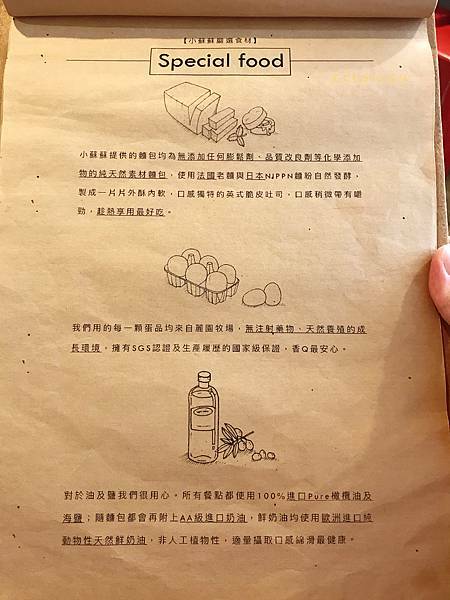 【小蘇蘇嚴選食材】
Special food
小蘇蘇提供的麵包均為無添加任何膨鬆劑、品質改良劑等化學添加
物的純天然素材麵包，使用法國老麵與日本NIPPN麵粉自然發酵，
製成一片片外酥內軟，口感獨特的英式脆皮吐司，口感稍微帶有嚼
勁，趁熱享用最好吃。
我們用的每一顆蛋品均來自麗園牧場，無注射藥物、天然養殖的成
長環境，擁有SGS認證及生產履歷的國家級保證，香Q最安心。
對於油及鹽我們很用心。所有餐點都使用100%進口Pure橄欖油及
海鹽；隨麵包都會再附上AA級進口奶油，鮮奶油均使用歐洲進口純
動物性天然鮮奶油，非人工植物性，適量攝取口感綿滑最健康。